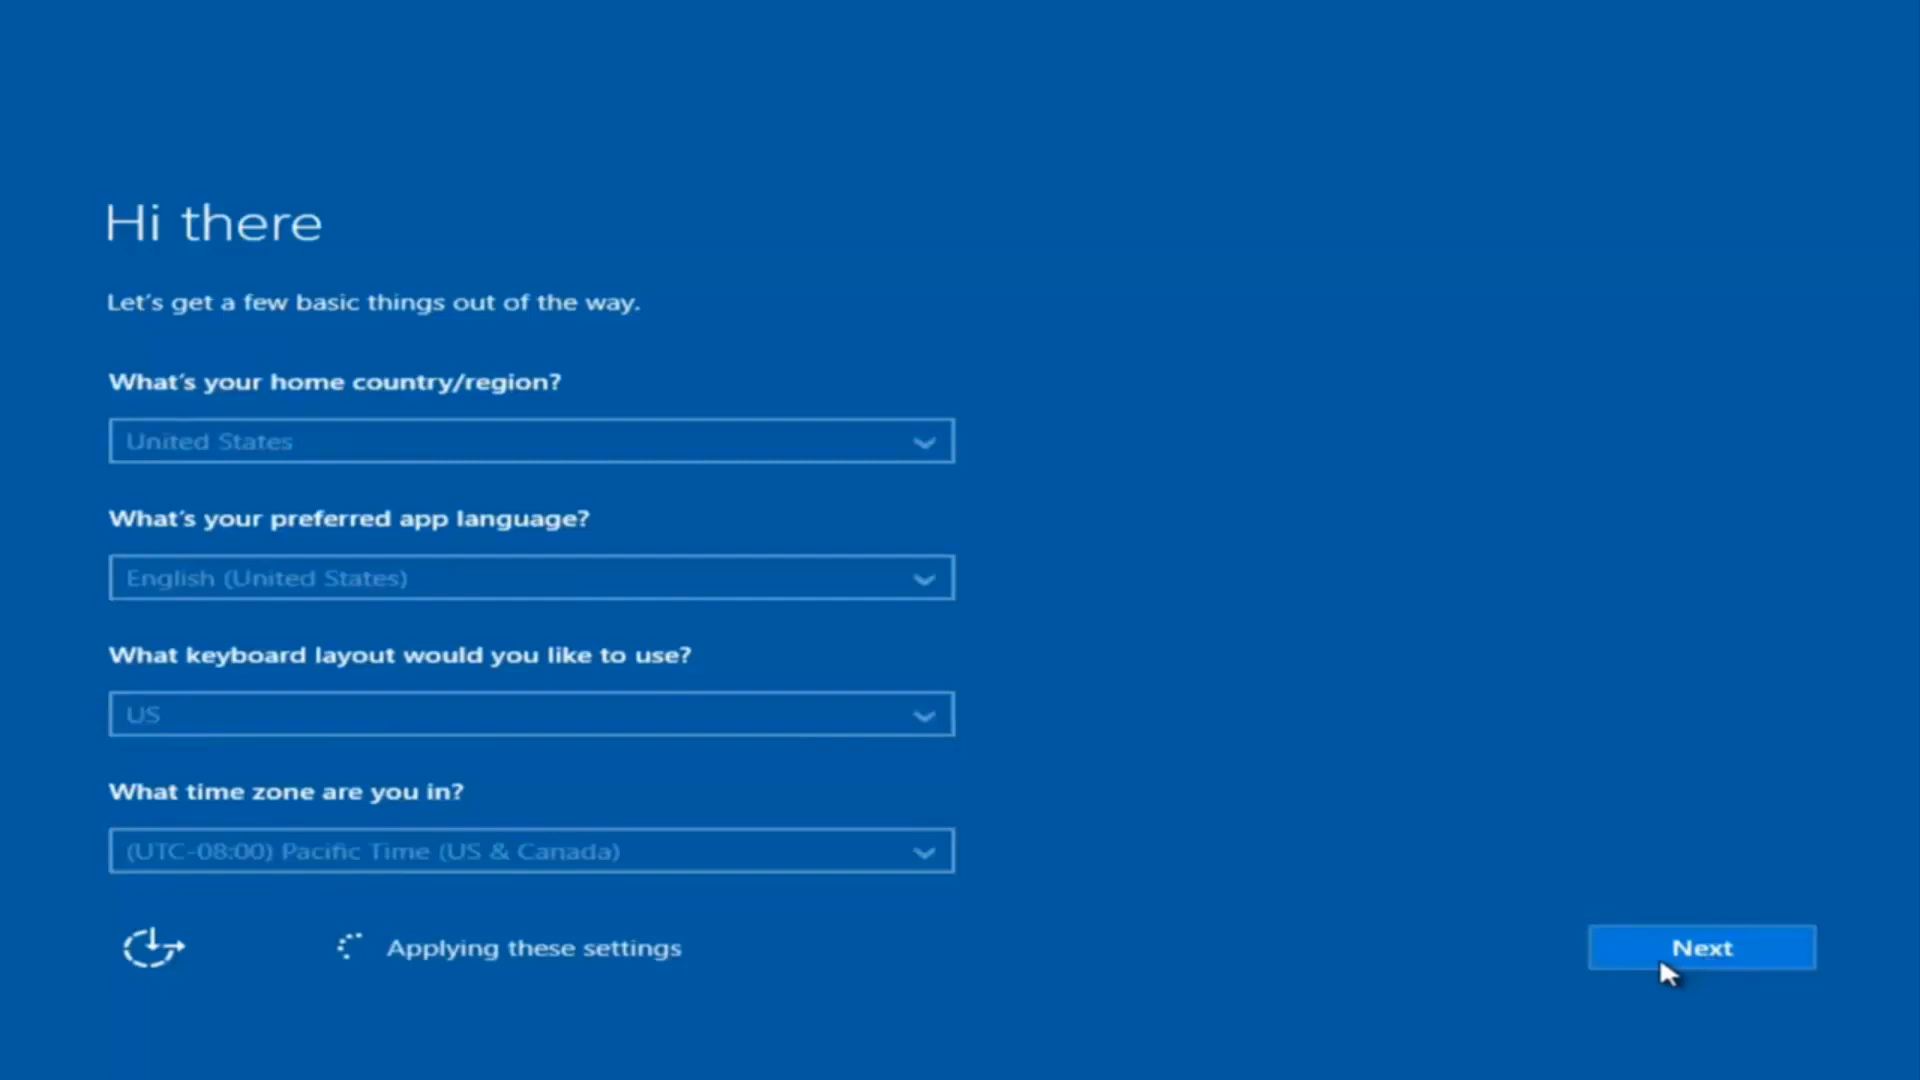 Hi there
Let's get a few basic things out of the way.
What's your home country/region?
United States
What's your preferred app language?
English (United States)
What keyboard layout would you like to use?
US
What time zone are you in?
(UTC-08:00) Pacific Time (US & Canada)
Applying these settings
Next